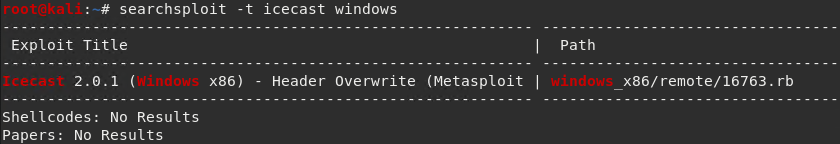 root@kali:~# searchsploit -t icecast windows
--------------------------------------------------------- ---------------------------------
Exploit Title | Path
--------------------------------------------------------- ---------------------------------
Icecast 2.0.1 (Windows x86) - Header Overwrite (Metasploit | windows_x86/remote/16763.rb
--------------------------------------------------------- ---------------------------------
Shellcodes: No Results
Papers: No Results